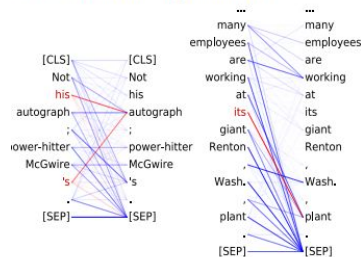 [CLS] [CLS]
Not Not
his his
autograph autograph
; ;
power-hitter power-hitter
McGwire McGwire
's 's
. .
[SEP] [SEP]
... ...
many many
employees employees
are are
working working
at at
its its
giant giant
Renton Renton
, ,
Wash. Wash.
, ,
plant plant
. .
[SEP] [SEP]